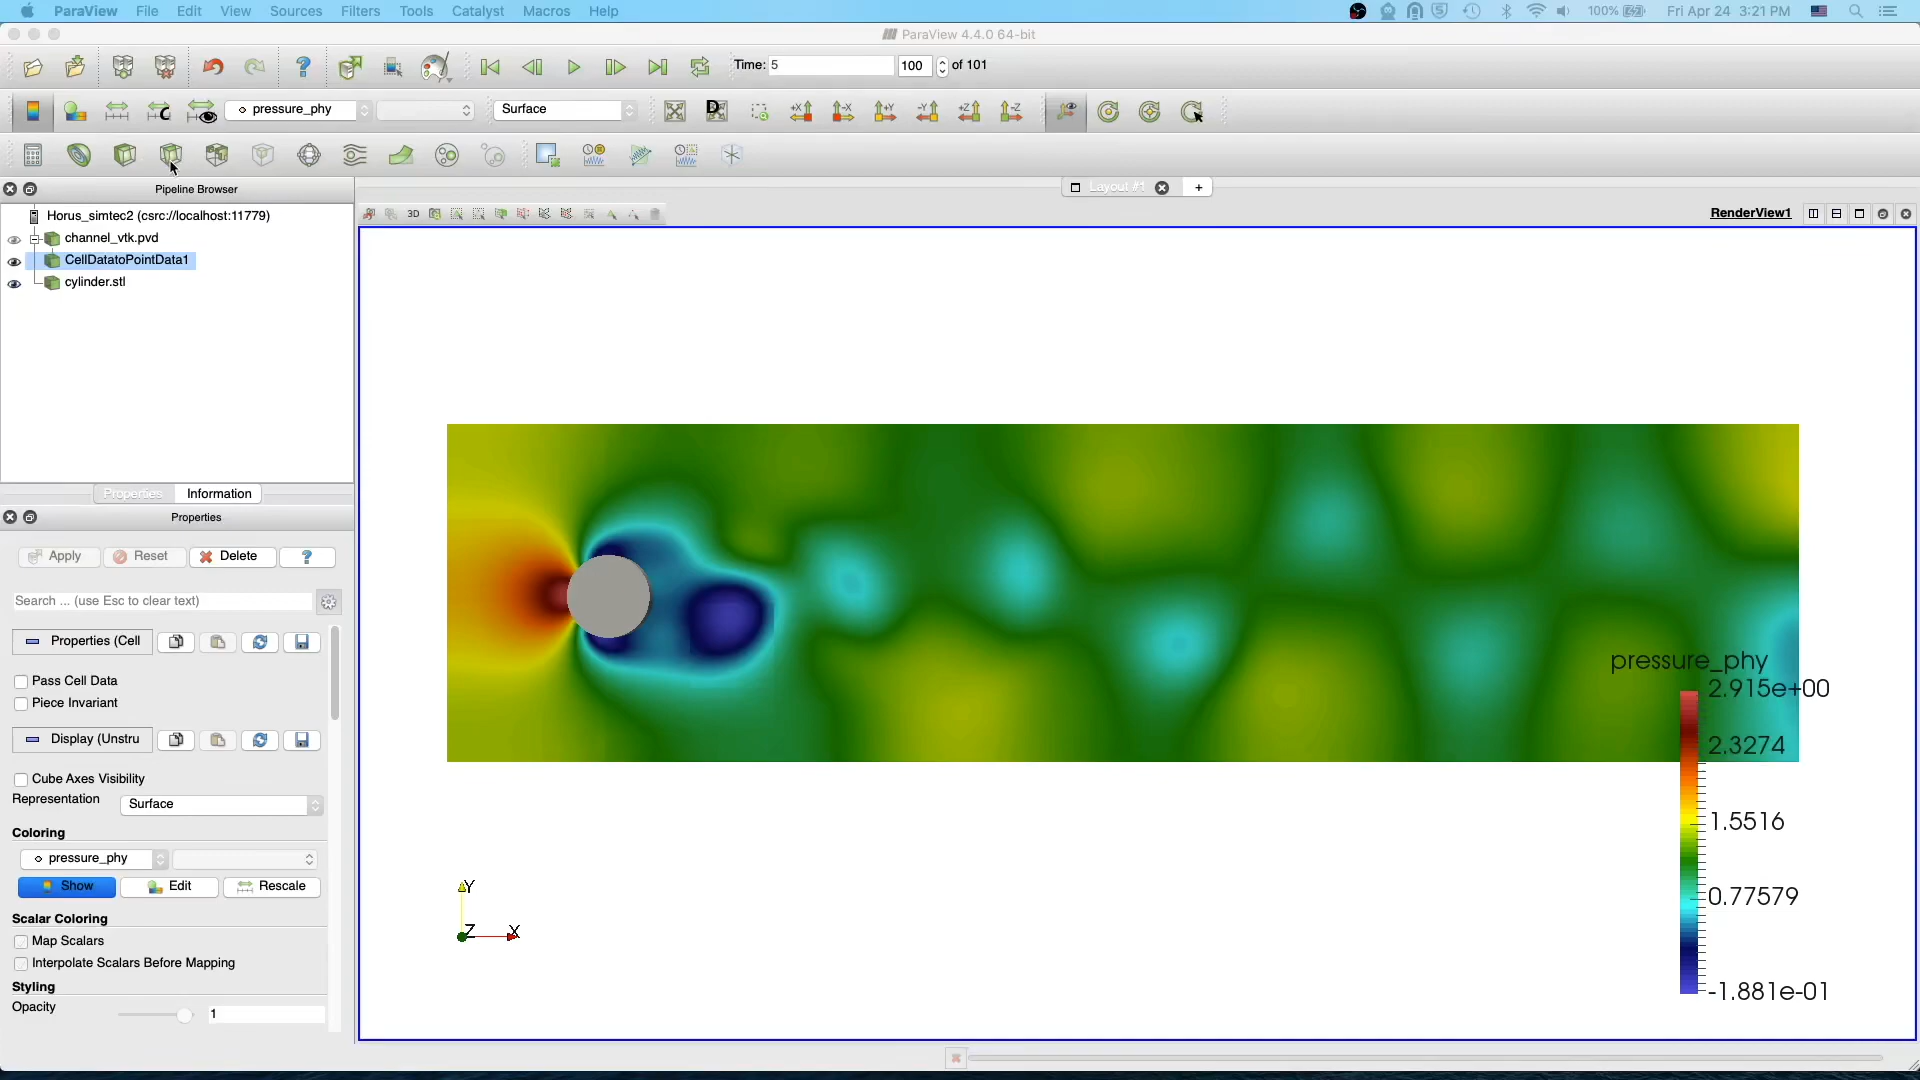 ParaView File Edit View Sources Filters Tools Catalyst Macros Help 100% Fri Apr 24 3:21 PM
ParaView 4.4.0 64-bit
Time: 5 100 of 101
pressure_phy Surface
+X -X +Y -Y +Z -Z
Pipeline Browser
Layout #1 +
Horus_simtec2 (csrc://localhost:11779)
3D
RenderView1
channel_vtk.pvd
CellDatatoPointData1
cylinder.stl
Properties Information
Properties
Apply Reset Delete ?
Search ... (use Esc to clear text)
Properties (Cell
Pass Cell Data
Piece Invariant
Display (Unstru
Cube Axes Visibility
Representation Surface
Coloring
pressure_phy
Show Edit Rescale
Scalar Coloring
Map Scalars
Interpolate Scalars Before Mapping
Styling
Opacity 1
pressure_phy
2.915e+00
2.3274
1.5516
0.77579
-1.881e-01
Y
Z X